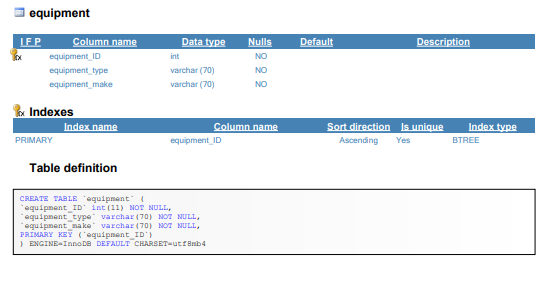 equipment
I F P Column name Data type Nulls Default Description
equipment_ID int NO
equipment_type varchar (70) NO
equipment_make varchar (70) NO
Indexes
Index name Column name Sort direction Is unique Index type
PRIMARY equipment_ID Ascending Yes BTREE
Table definition
CREATE TABLE `equipment` (
`equipment_ID` int(11) NOT NULL,
`equipment_type` varchar(70) NOT NULL,
`equipment_make` varchar(70) NOT NULL,
PRIMARY KEY (`equipment_ID`)
) ENGINE=InnoDB DEFAULT CHARSET=utf8mb4